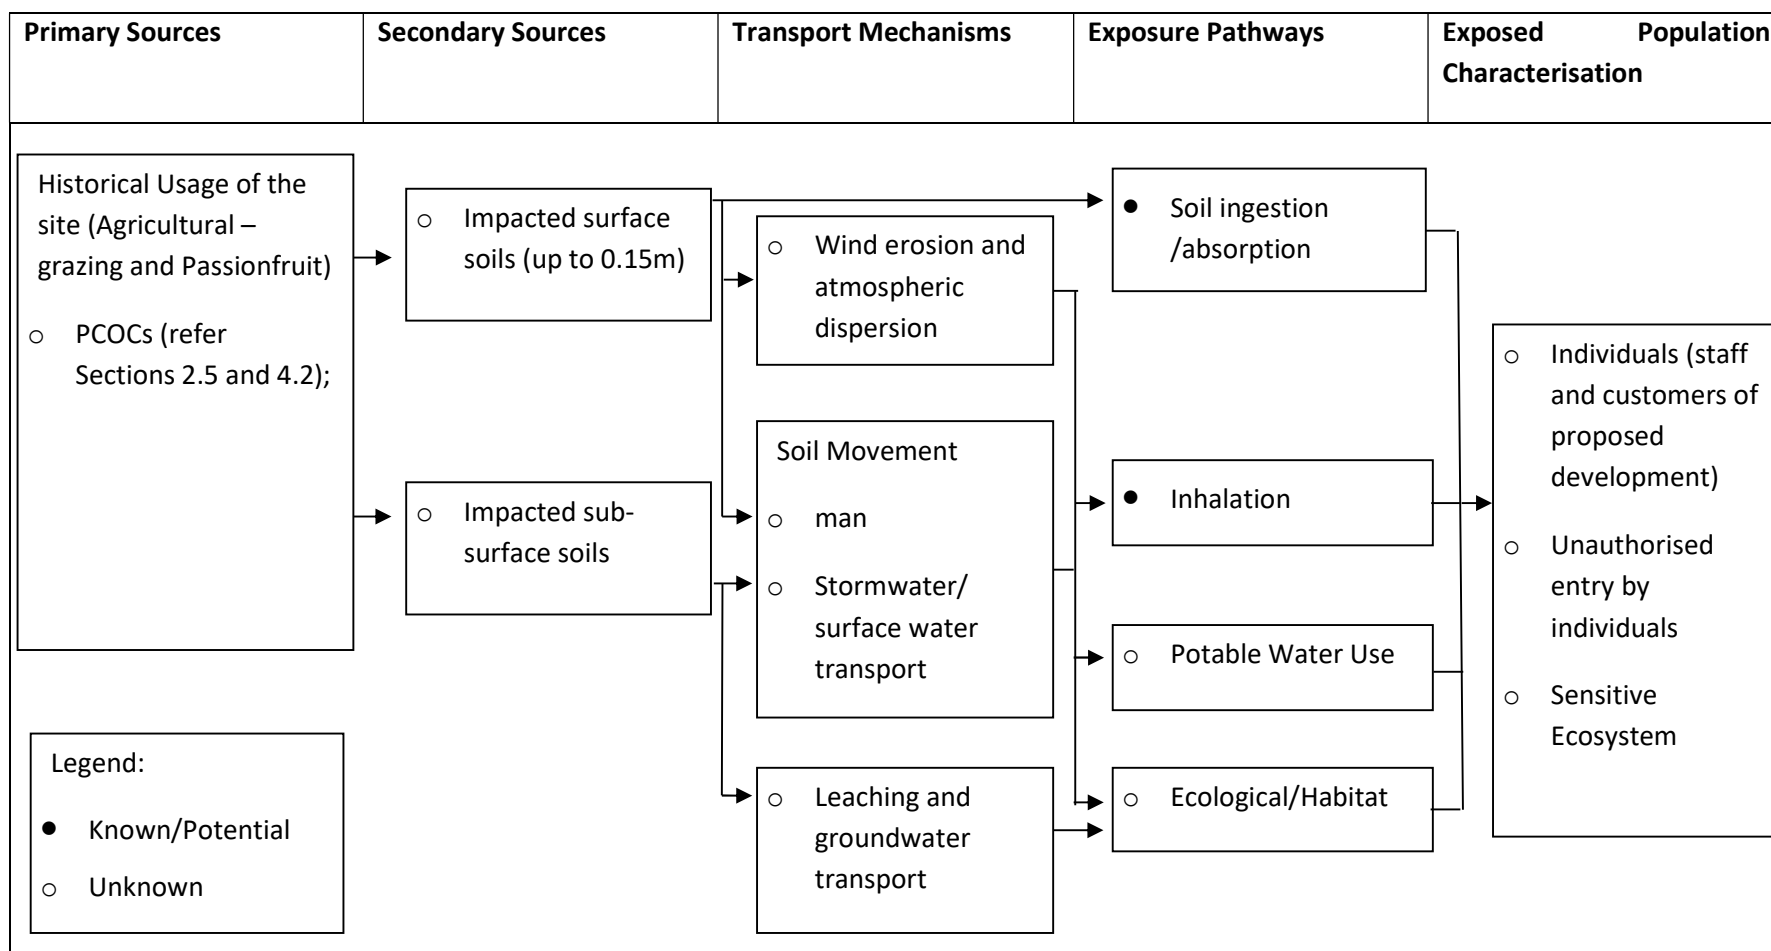 Primary Sources
Secondary Sources
Transport Mechanisms
Exposure Pathways
Exposed Population
Characterisation
Historical Usage of the
site (Agricultural –
grazing and Passionfruit)
○ PCOCs (refer
Sections 2.5 and 4.2);
Legend:
● Known/Potential
○ Unknown
○ Impacted surface
soils (up to 0.15m)
○ Impacted sub-
surface soils
○ Wind erosion and
atmospheric
dispersion
Soil Movement
○ man
○ Stormwater/
surface water
transport
○ Leaching and
groundwater
transport
● Soil ingestion
/absorption
● Inhalation
○ Potable Water Use
○ Ecological/Habitat
○ Individuals (staff
and customers of
proposed
development)
○ Unauthorised
entry by
individuals
○ Sensitive
Ecosystem